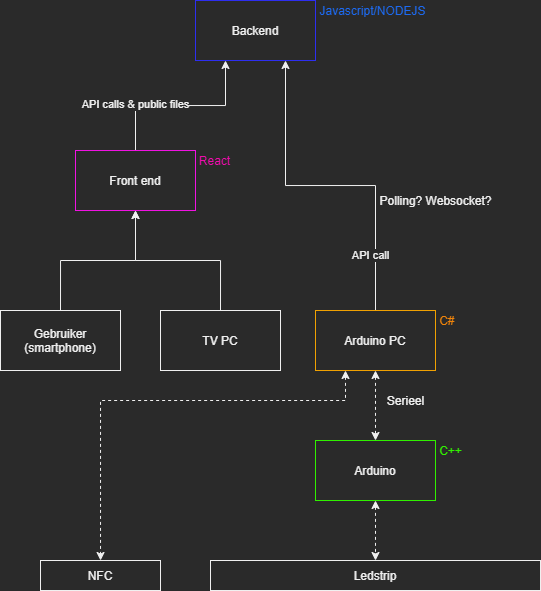 Javascript/NODEJS
Backend
API calls & public files
React
Front end
Polling? Websocket?
API call
Gebruiker
(smartphone)
TV PC
Arduino PC
C#
Serieel
C++
Arduino
NFC
Ledstrip